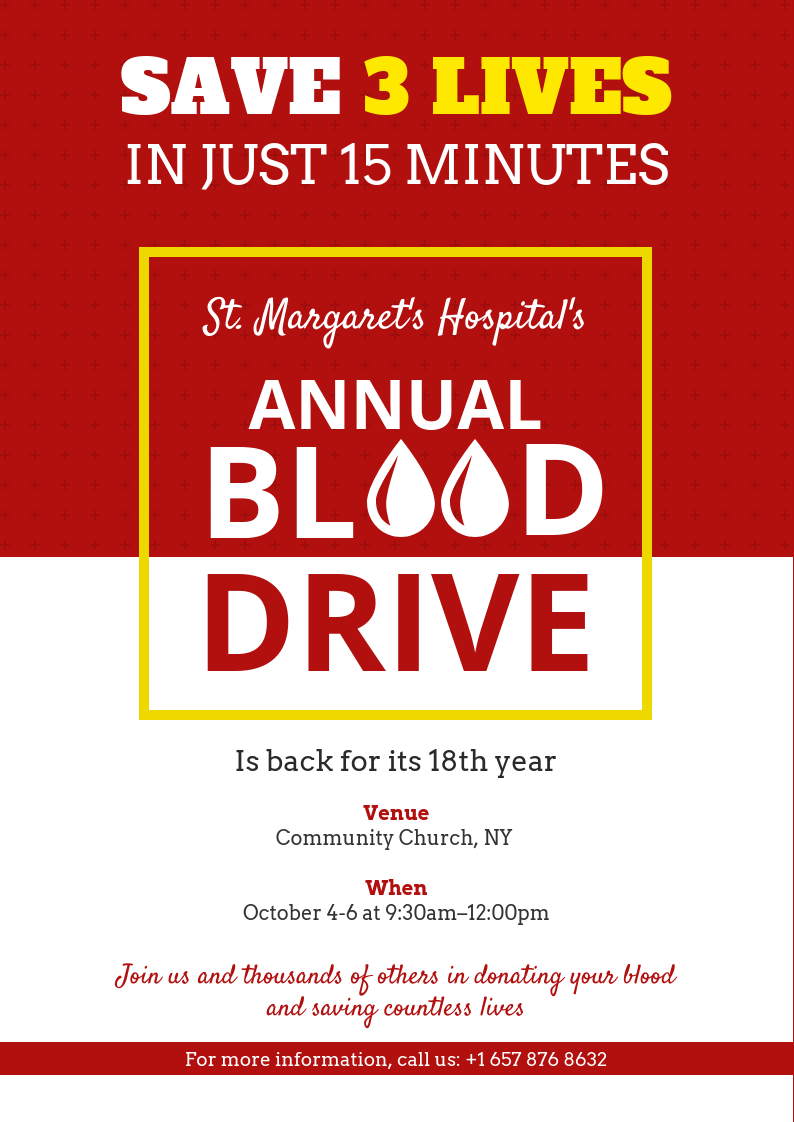 SAVE 3 LIVES
IN JUST 15 MINUTES
St. Margaret's Hospital's
ANNUAL
BLOOD
DRIVE
Is back for its 18th year
Venue
Community Church, NY
When
October 4-6 at 9:30am–12:00pm
Join us and thousands of others in donating your blood
and saving countless lives
For more information, call us: +1 657 876 8632